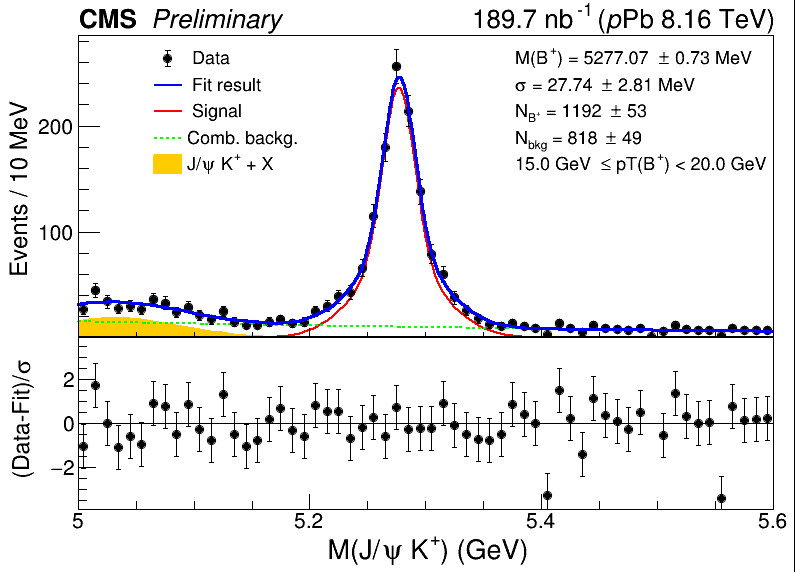 CMS Preliminary 189.7 nb⁻¹ (pPb 8.16 TeV)
Data
Fit result
Signal
Comb. backg.
J/ψ K⁺ + X
M(B⁺) = 5277.07 ± 0.73 MeV
σ = 27.74 ± 2.81 MeV
N_B⁺ = 1192 ± 53
N_bkg = 818 ± 49
15.0 GeV ≤ pT(B⁺) < 20.0 GeV
Events / 10 MeV
200
100
(Data-Fit)/σ
2
0
−2
5 5.2 5.4 5.6
M(J/ψ K⁺) (GeV)